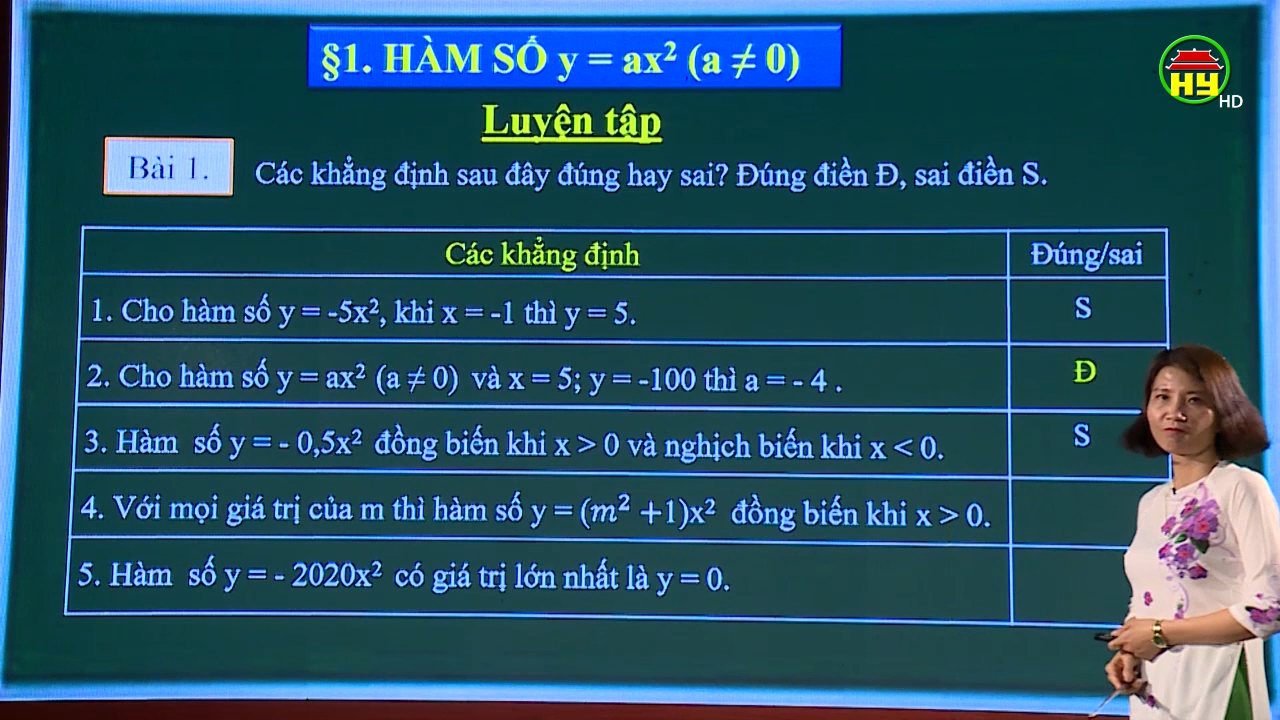 §1. HÀM SỐ y = ax² (a ≠ 0)
HY
HD
Luyện tập
Bài 1.
Các khẳng định sau đây đúng hay sai? Đúng điền Đ, sai điền S.
Các khẳng định
Đúng/sai
1. Cho hàm số y = -5x², khi x = -1 thì y = 5.
S
2. Cho hàm số y = ax² (a ≠ 0) và x = 5; y = -100 thì a = - 4 .
Đ
3. Hàm số y = - 0,5x² đồng biến khi x > 0 và nghịch biến khi x < 0.
S
4. Với mọi giá trị của m thì hàm số y = (m² +1)x² đồng biến khi x > 0.
5. Hàm số y = - 2020x² có giá trị lớn nhất là y = 0.